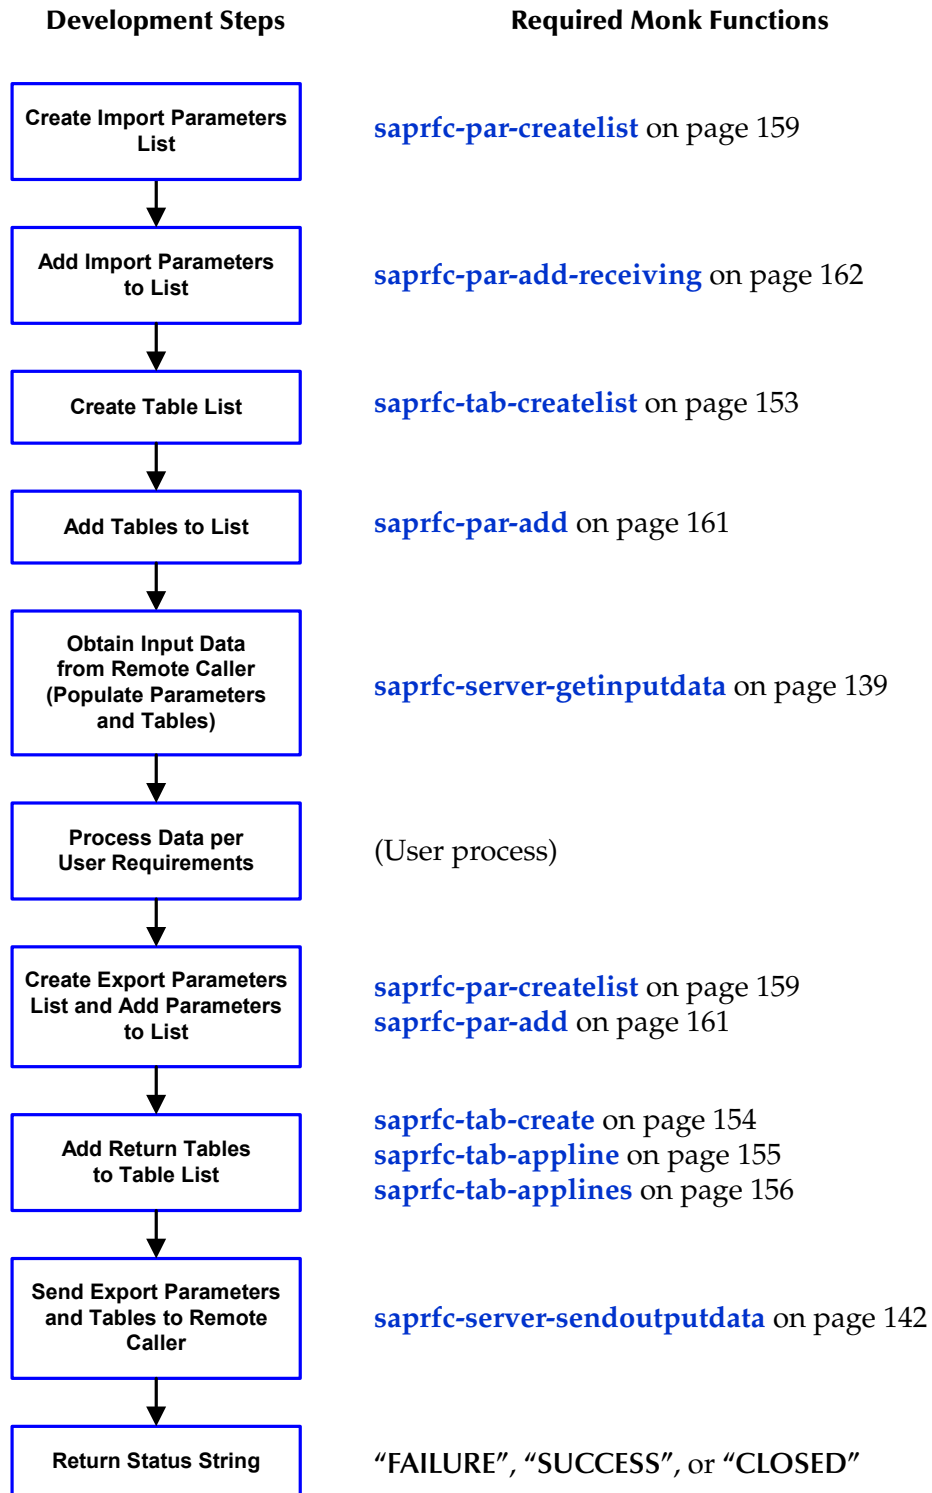 Development Steps
Required Monk Functions
Create Import Parameters
List
saprfc-par-createlist on page 159
Add Import Parameters
to List
saprfc-par-add-receiving on page 162
Create Table List
saprfc-tab-createlist on page 153
Add Tables to List
saprfc-par-add on page 161
Obtain Input Data
from Remote Caller
(Populate Parameters
and Tables)
saprfc-server-getinputdata on page 139
Process Data per
User Requirements
(User process)
Create Export Parameters
List and Add Parameters
to List
saprfc-par-createlist on page 159
saprfc-par-add on page 161
Add Return Tables
to Table List
saprfc-tab-create on page 154
saprfc-tab-appline on page 155
saprfc-tab-applines on page 156
Send Export Parameters
and Tables to Remote
Caller
saprfc-server-sendoutputdata on page 142
Return Status String
“FAILURE”, “SUCCESS”, or “CLOSED”